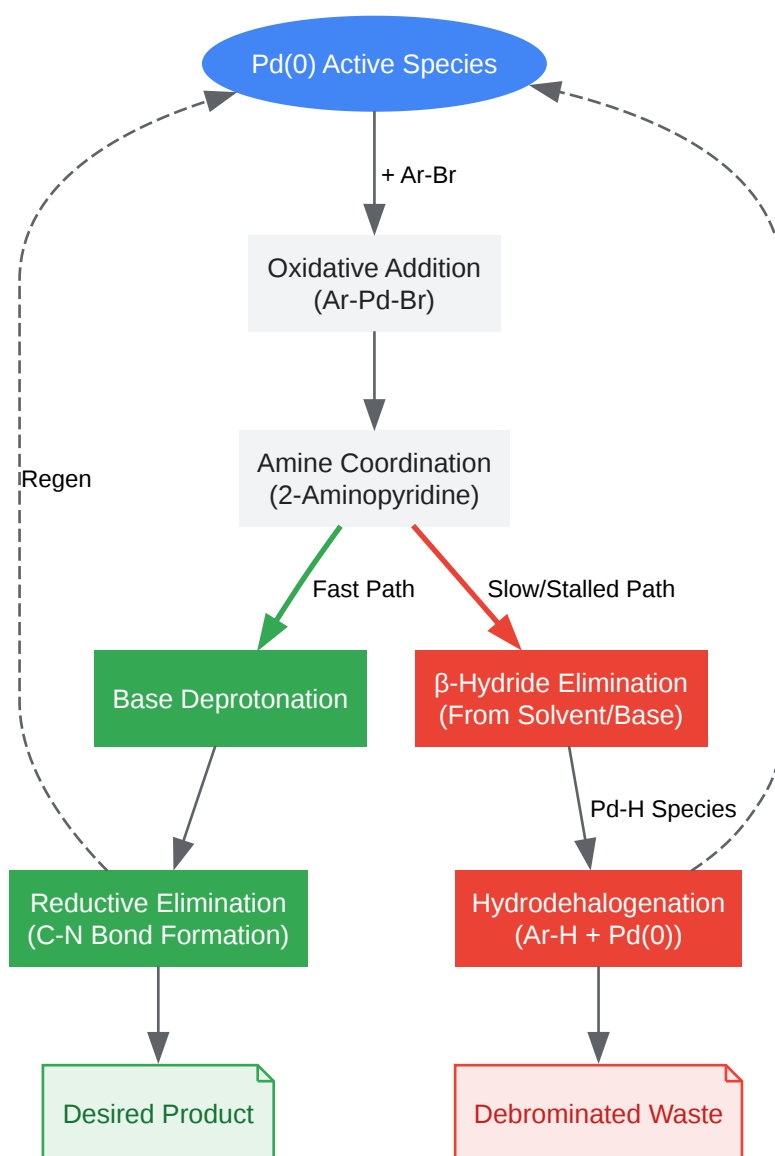 Pd(0) Active Species
+ Ar-Br
Oxidative Addition
(Ar-Pd-Br)
Amine Coordination
(2-Aminopyridine)
Regen
Fast Path
Slow/Stalled Path
Base Deprotonation
β-Hydride Elimination
(From Solvent/Base)
Pd-H Species
Reductive Elimination
(C-N Bond Formation)
Hydrodehalogenation
(Ar-H + Pd(0))
Desired Product
Debrominated Waste